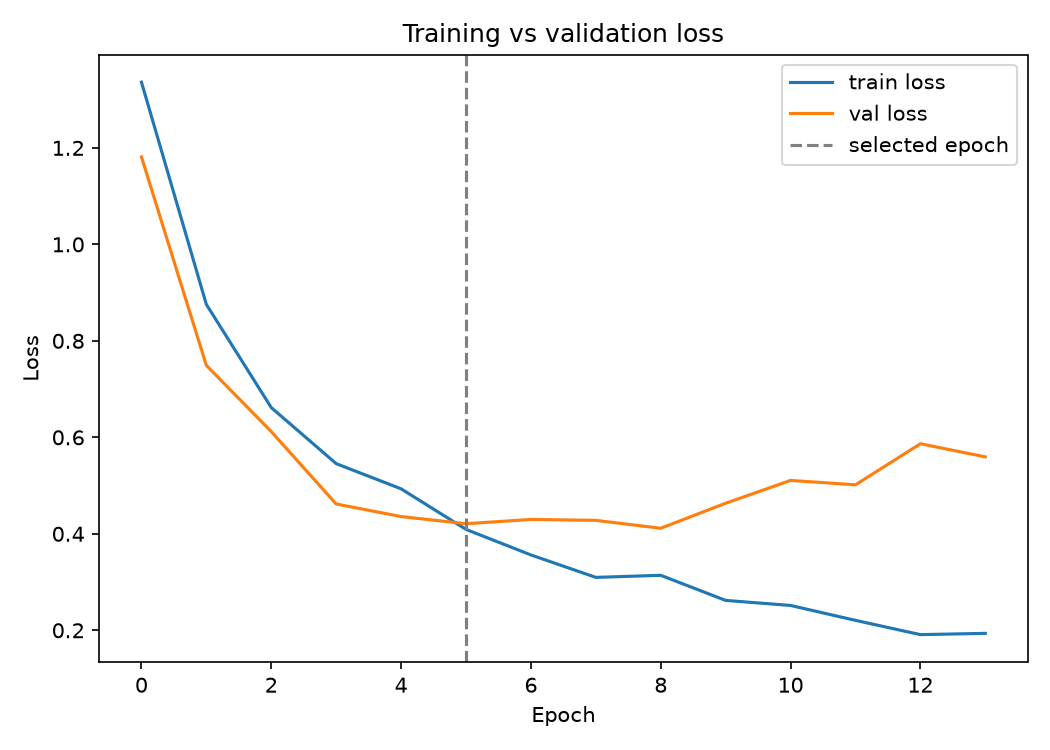 Training vs validation loss
train loss
val loss
selected epoch
1.2
1.0
0.8
0.6
0.4
0.2
Loss
0 2 4 6 8 10 12
Epoch